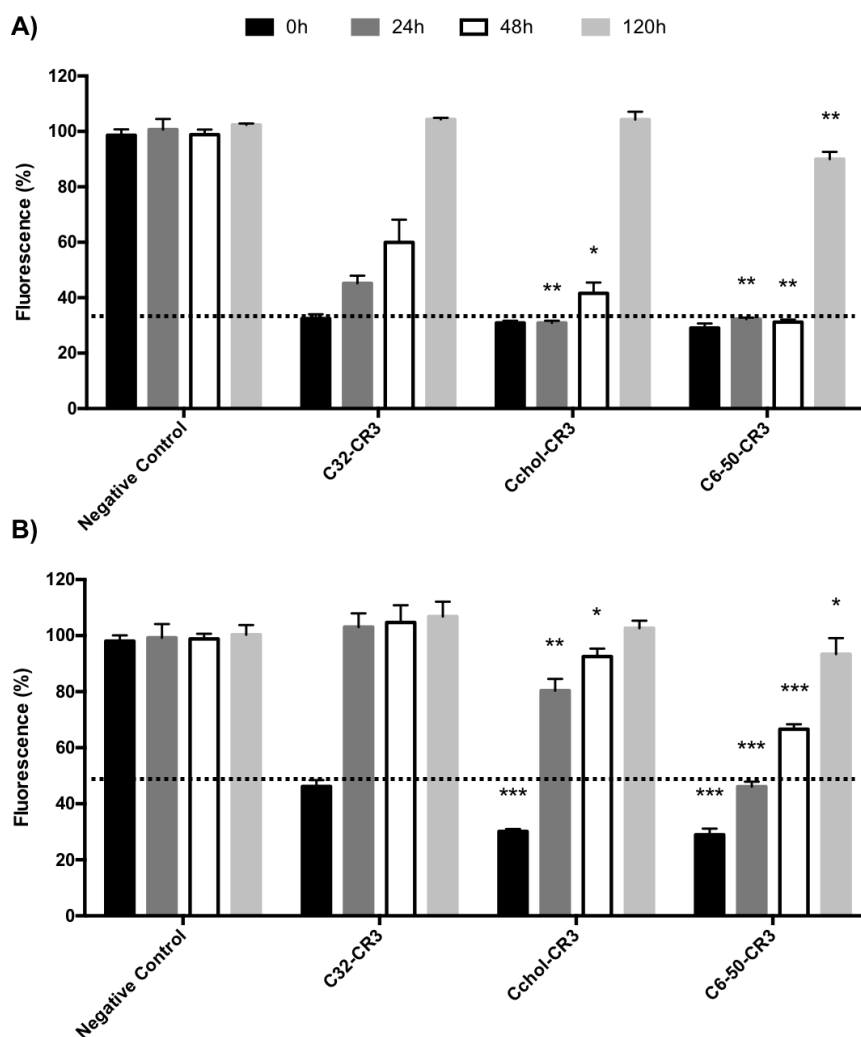 A)
0h 24h 48h 120h
120
100
80
60
40
20
0
Fluorescence (%)
**
** * ** **
Negative Control C32-CR3 Cchol-CR3 C6-50-CR3
B)
120
100
80
60
40
20
0
Fluorescence (%)
*** ** * *** *** *** *
Negative Control C32-CR3 Cchol-CR3 C6-50-CR3